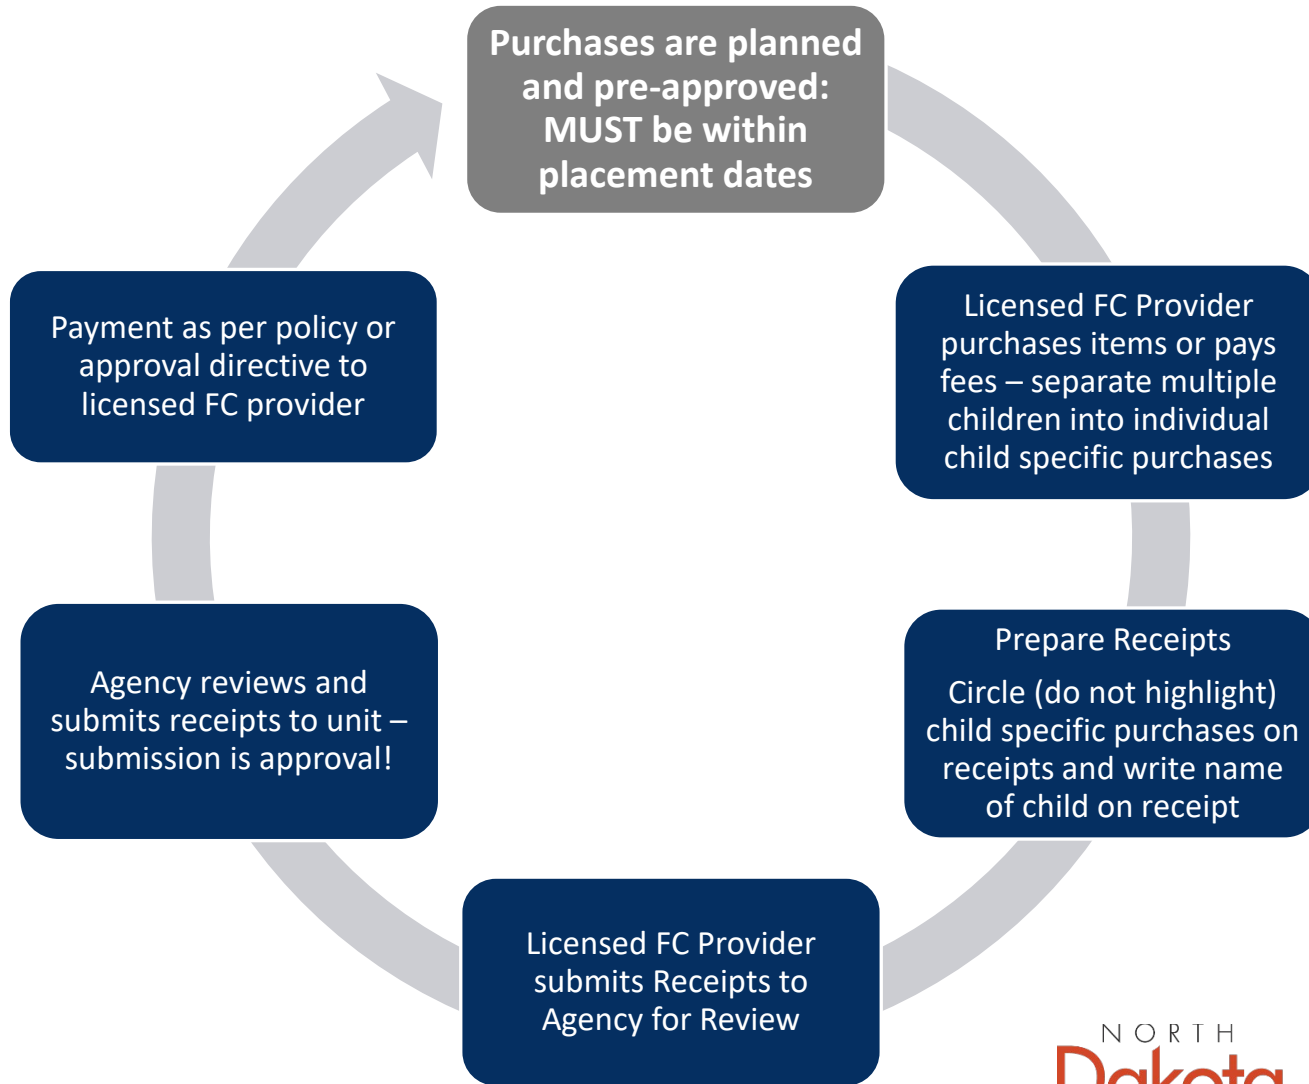 Purchases are planned
and pre-approved:
MUST be within
placement dates
Licensed FC Provider
purchases items or pays
fees – separate multiple
children into individual
child specific purchases
Prepare Receipts
Circle (do not highlight)
child specific purchases on
receipts and write name
of child on receipt
Licensed FC Provider
submits Receipts to
Agency for Review
Agency reviews and
submits receipts to unit –
submission is approval!
Payment as per policy or
approval directive to
licensed FC provider
NORTH
Dakota